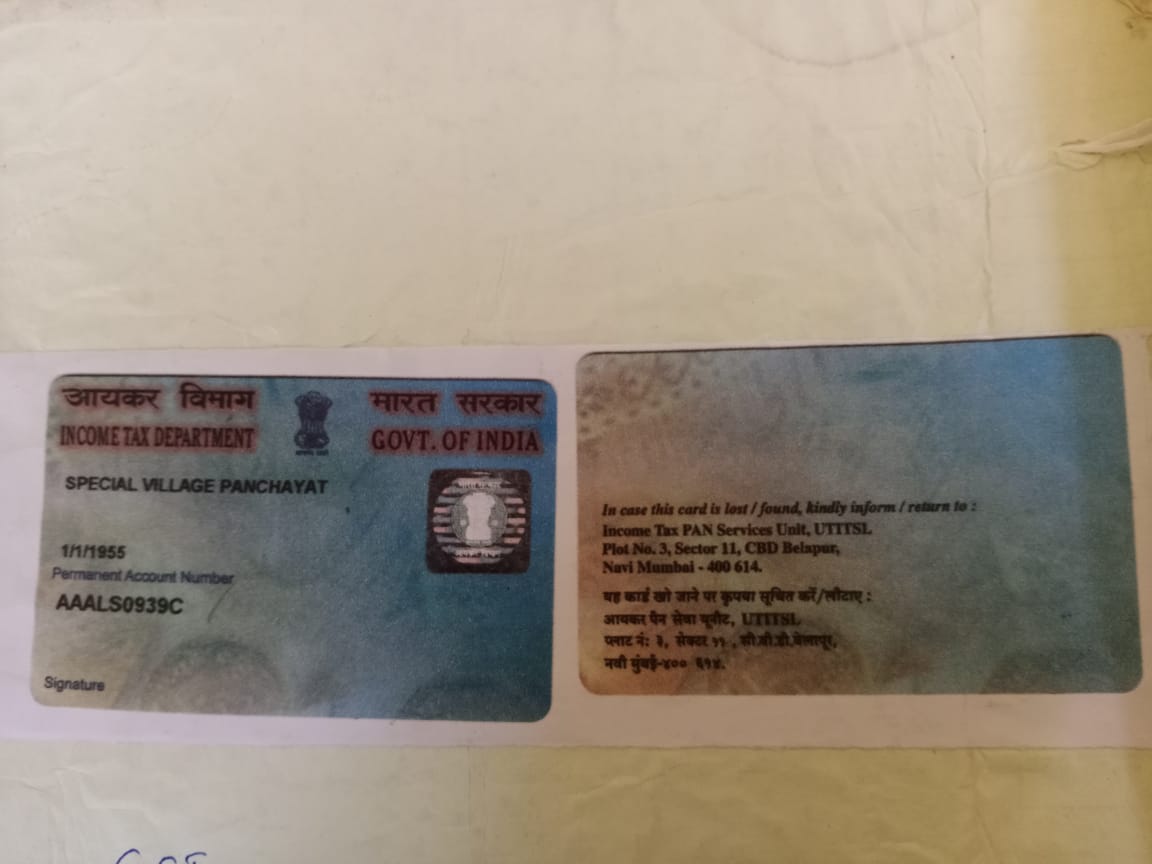 आयकर विभाग
INCOME TAX DEPARTMENT
भारत सरकार
GOVT. OF INDIA
SPECIAL VILLAGE PANCHAYAT
1/1/1955
Permanent Account Number
AAALS0939C
Signature
In case this card is lost / found, kindly inform / return to :
Income Tax PAN Services Unit, UTITSL
Plot No. 3, Sector 11, CBD Belapur,
Navi Mumbai - 400 614.
यह कार्ड खो जाने पर कृपया सूचित करें/लौटाए :
आयकर पैन सेवा यूनीट, UTITSL
प्लाट नं: ३, सेक्टर ११ , सी.बी.डी.बेलापूर,
नवी मुंबई-४०० ६१४.